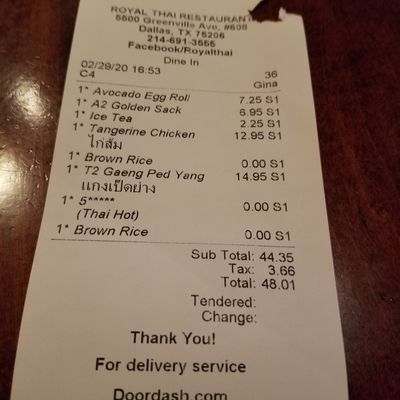 ROYAL THAI RESTAURANT
5500 Greenville Ave, #608
Dallas, TX 75206
214-691-3555
Facebook/Royalthai
Dine In
02/29/20 16:53 36
C4 Gina
1* Avocado Egg Roll 7.25 S1
1* A2 Golden Sack 6.95 S1
1* Ice Tea 2.25 S1
1* Tangerine Chicken 12.95 S1
ไก่ส้ม
1* Brown Rice 0.00 S1
1* T2 Gaeng Ped Yang 14.95 S1
แกงเป็ดย่าง
1* 5***** 0.00 S1
(Thai Hot)
1* Brown Rice 0.00 S1
Sub Total: 44.35
Tax: 3.66
Total: 48.01
Tendered:
Change:
Thank You!
For delivery service
Doordash.com